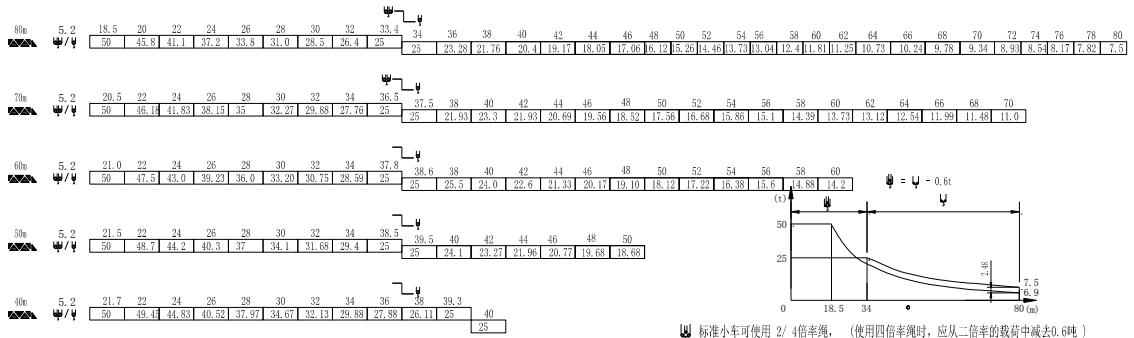 80m 5.2 18.5 20 22 24 26 28 30 32 33.4
50 45.8 41.1 37.2 33.8 31.0 28.5 26.4 25
34 36 38 40 42 44 46 48 50 52 54 56 58 60 62 64 66 68 70 72 74 76 78 80
25 23.28 21.76 20.4 19.17 18.05 17.06 16.12 15.26 14.46 13.73 13.04 12.4 11.81 11.25 10.73 10.24 9.78 9.34 8.93 8.54 8.17 7.82 7.5
70m 5.2 20.5 22 24 26 28 30 32 34 36.5
50 46.18 41.83 38.15 35 32.27 29.88 27.76 25
37.5 38 40 42 44 46 48 50 52 54 56 58 60 62 64 66 68 70
25 21.93 23.3 21.93 20.69 19.56 18.52 17.56 16.68 15.86 15.1 14.39 13.73 13.12 12.54 11.99 11.48 11.0
60m 5.2 21.0 22 24 26 28 30 32 34 37.8
50 47.5 43.0 39.23 36.0 33.20 30.75 28.59 25
38.6 38 40 42 44 46 48 50 52 54 56 58 60
25 25.5 24.0 22.6 21.33 20.17 19.10 18.12 17.22 16.38 15.6 14.88 14.2
50m 5.2 21.5 22 24 26 28 30 32 34 38.5
50 48.7 44.2 40.3 37 34.1 31.68 29.4 25
39.5 40 42 44 46 48 50
25 24.1 23.27 21.96 20.77 19.68 18.68
40m 5.2 21.7 22 24 26 28 30 32 34 36 38 39.3
50 49.45 44.83 40.52 37.97 34.67 32.13 29.88 27.88 26.11 25
40
25
= - 0.6t
(t)
50
25
2.48
7.5
6.9
0 18.5 34 80 (m)
标准小车可使用 2/ 4倍率绳， (使用四倍率绳时，应从二倍率的载荷中减去0.6吨 )